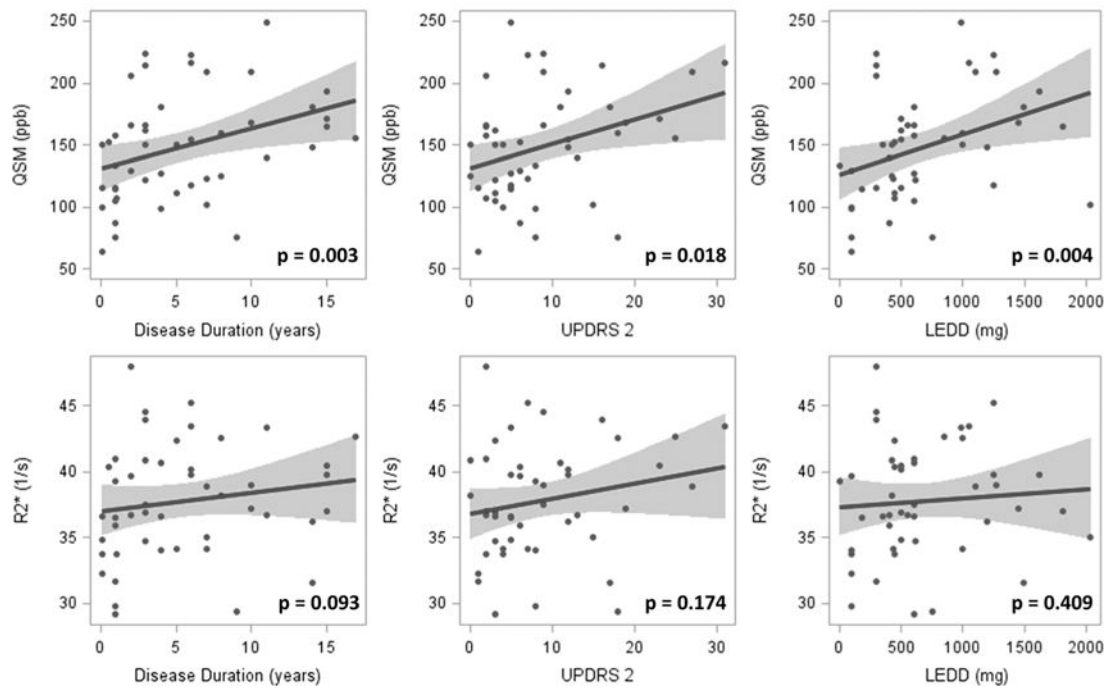 250
200
150
100
50
QSM (ppb)
p = 0.003
0 5 10 15
Disease Duration (years)
250
200
150
100
50
QSM (ppb)
p = 0.018
0 10 20 30
UPDRS 2
250
200
150
100
50
QSM (ppb)
p = 0.004
0 500 1000 1500 2000
LEDD (mg)
45
40
35
30
R2* (1/s)
p = 0.093
0 5 10 15
Disease Duration (years)
45
40
35
30
R2* (1/s)
p = 0.174
0 10 20 30
UPDRS 2
45
40
35
30
R2* (1/s)
p = 0.409
0 500 1000 1500 2000
LEDD (mg)